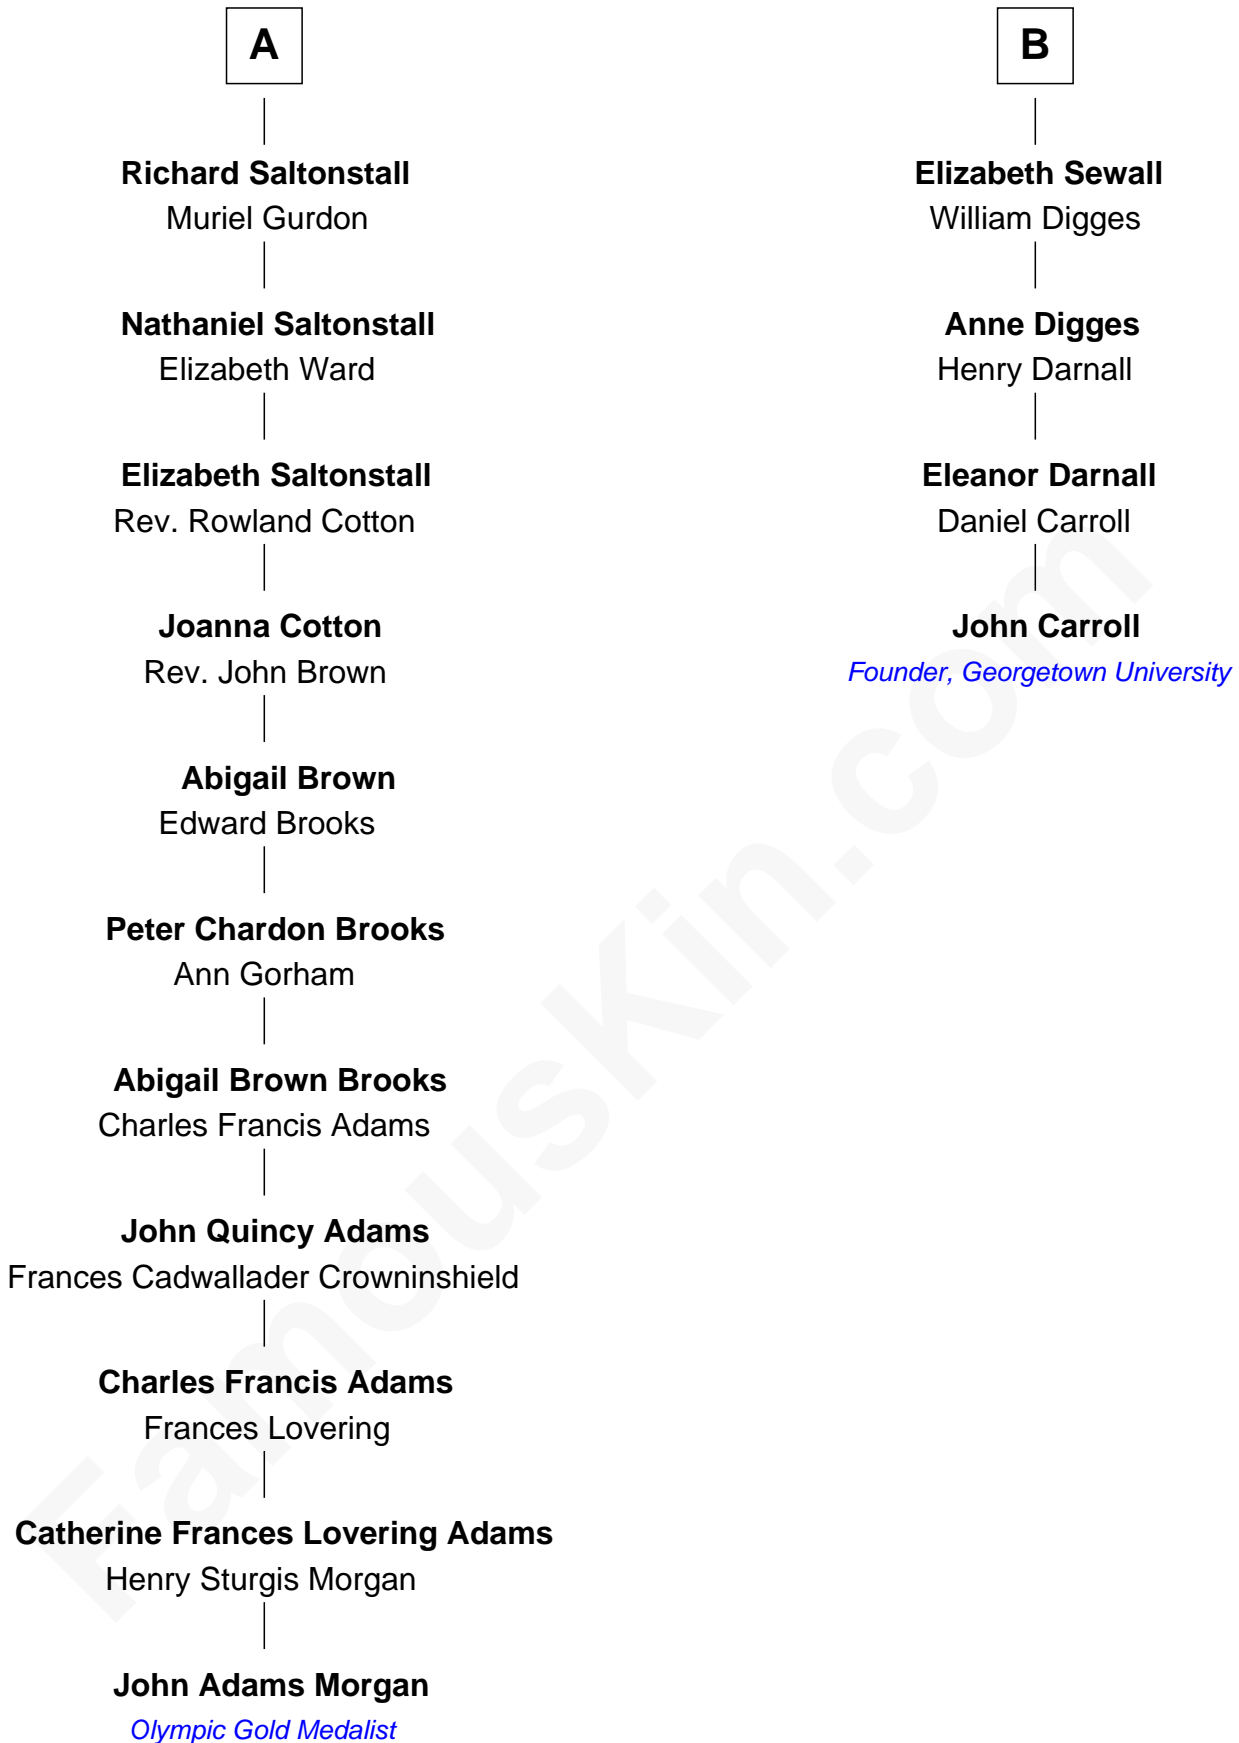 A
Richard Saltonstall
Muriel Gurdon
Nathaniel Saltonstall
Elizabeth Ward
Elizabeth Saltonstall
Rev. Rowland Cotton
Joanna Cotton
Rev. John Brown
Abigail Brown
Edward Brooks
Peter Chardon Brooks
Ann Gorham
Abigail Brown Brooks
Charles Francis Adams
John Quincy Adams
Frances Cadwallader Crowninshield
Charles Francis Adams
Frances Lovering
Catherine Frances Lovering Adams
Henry Sturgis Morgan
John Adams Morgan
Olympic Gold Medalist
B
Elizabeth Sewall
William Digges
Anne Digges
Henry Darnall
Eleanor Darnall
Daniel Carroll
John Carroll
Founder, Georgetown University
FamousKin.com